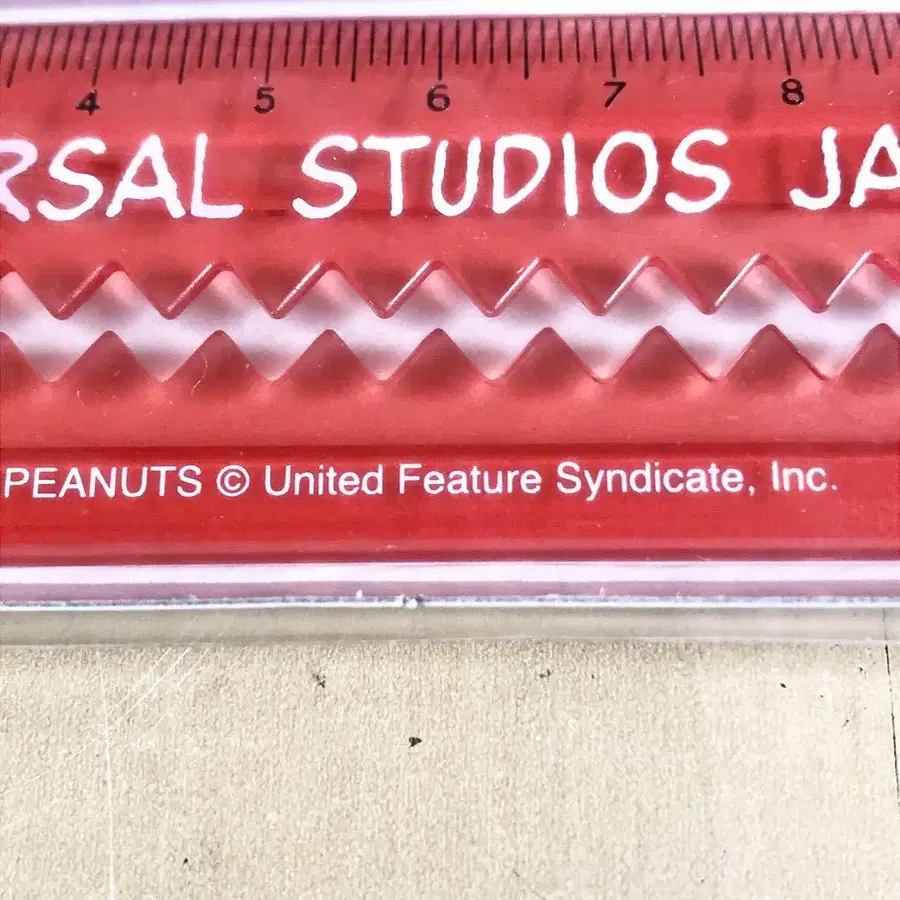 4 5 6 7 8
RSAL STUDIOS JA
PEANUTS © United Feature Syndicate, Inc.